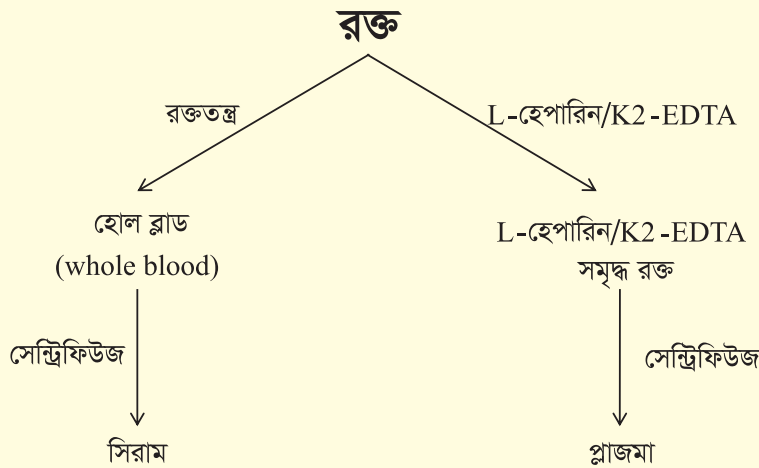 রক্ত
রক্ততন্ত্র
L-হেপারিন/K2-EDTA
হোল ব্লাড
(whole blood)
L-হেপারিন/K2-EDTA
সমৃদ্ধ রক্ত
সেন্ট্রিফিউজ
সেন্ট্রিফিউজ
সিরাম
প্লাজমা